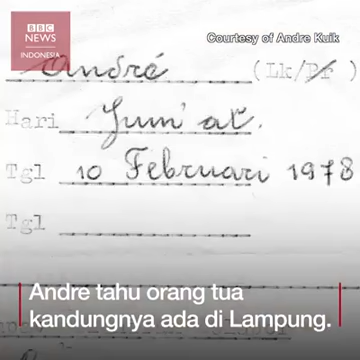 BBC
NEWS
INDONESIA
Courtesy of Andre Kuik
André (Lk/Pr)
Hari Jum'at.
Tgl 10 Februari 1978
Tgl
Andre tahu orang tua
kandungnya ada di Lampung.